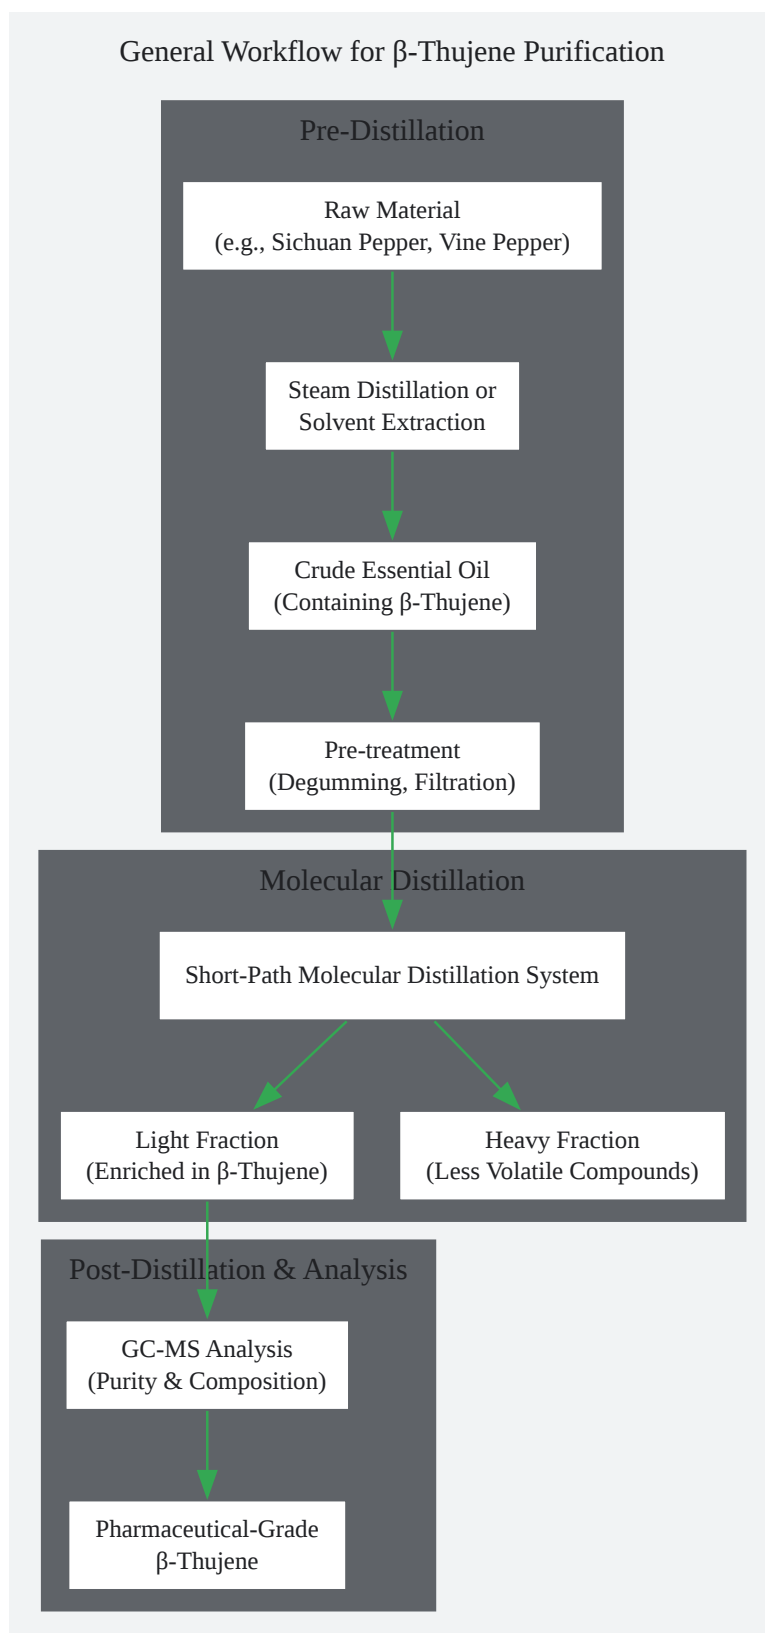 General Workflow for β-Thujene Purification
Pre-Distillation
Raw Material
(e.g., Sichuan Pepper, Vine Pepper)
Steam Distillation or
Solvent Extraction
Crude Essential Oil
(Containing β-Thujene)
Pre-treatment
(Degumming, Filtration)
Molecular Distillation
Short-Path Molecular Distillation System
Light Fraction
(Enriched in β-Thujene)
Heavy Fraction
(Less Volatile Compounds)
Post-Distillation & Analysis
GC-MS Analysis
(Purity & Composition)
Pharmaceutical-Grade
β-Thujene